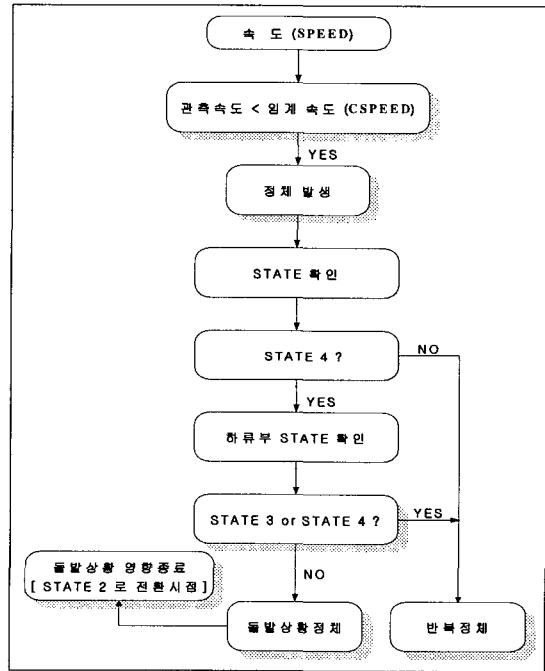 속 도 (SPEED)
관측속도 < 임계 속도 (CSPEED)
YES
정체 발생
STATE 확인
STATE 4 ?
NO
YES
하류부 STATE 확인
STATE 3 or STATE 4 ?
YES
NO
돌발상황 영향종료
[ STATE 2 로 전환시점 ]
돌발상황정체
반복정체